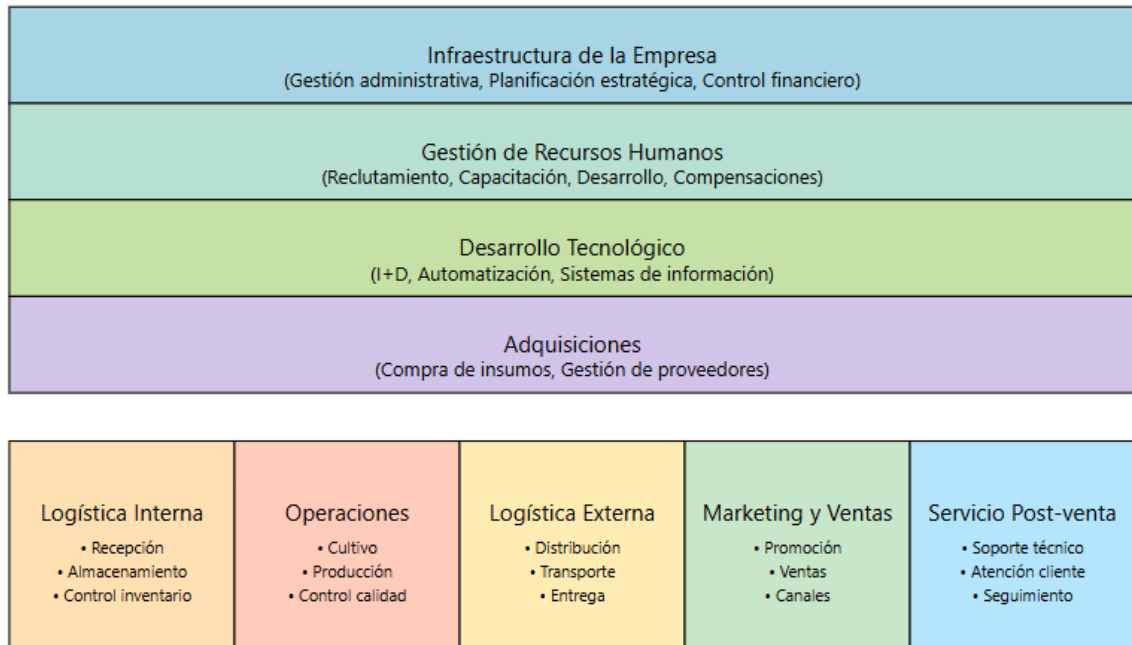 Infraestructura de la Empresa
(Gestión administrativa, Planificación estratégica, Control financiero)
Gestión de Recursos Humanos
(Reclutamiento, Capacitación, Desarrollo, Compensaciones)
Desarrollo Tecnológico
(I+D, Automatización, Sistemas de información)
Adquisiciones
(Compra de insumos, Gestión de proveedores)
Logística Interna
• Recepción
• Almacenamiento
• Control inventario
Operaciones
• Cultivo
• Producción
• Control calidad
Logística Externa
• Distribución
• Transporte
• Entrega
Marketing y Ventas
• Promoción
• Ventas
• Canales
Servicio Post-venta
• Soporte técnico
• Atención cliente
• Seguimiento